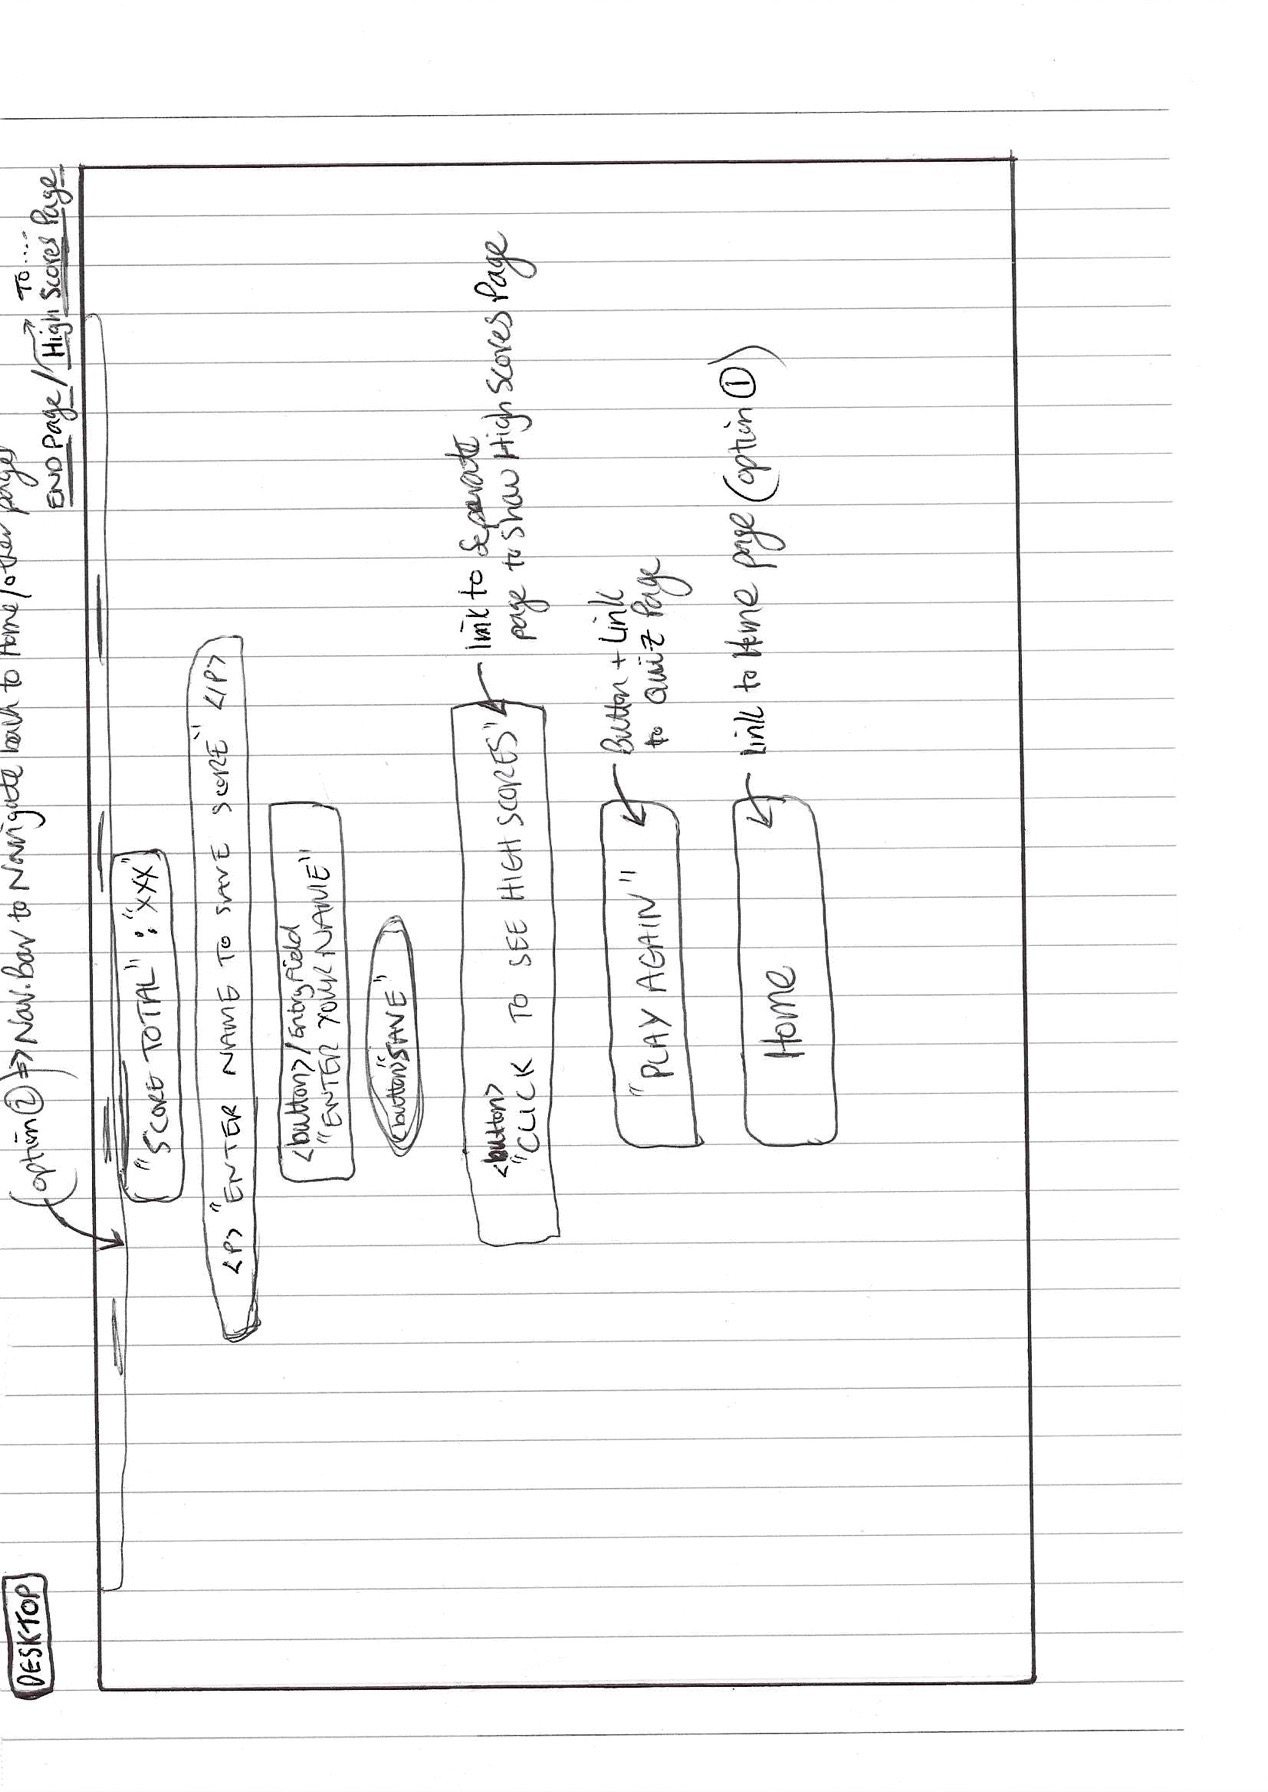 DESKTOP
(option ②) => Nav.Bar to Navigate back to Home/other pages
TO....
END Page / High Scores Page
"SCORE TOTAL" : "XXX"
<P> "ENTER NAME TO SAVE SCORE" </P>
<button>/Entry Field
"ENTER YOUR NAME"
<button> "SAVE"
<button>
"CLICK TO SEE HIGH SCORES"
link to Separate
page to show High Scores Page
"PLAY AGAIN"
Button + Link
to Quiz Page
Home
Link to Home page (option ①)